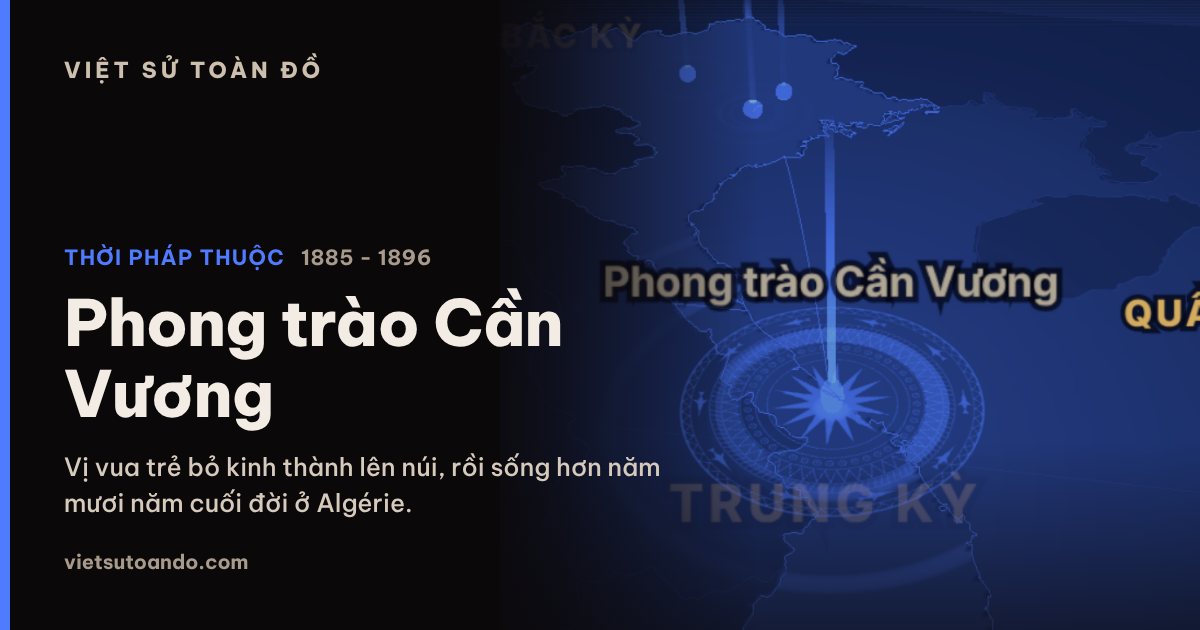 VIỆT SỬ TOÀN ĐỒ
THỜI PHÁP THUỘC 1885 - 1896
Phong trào Cần
Vương
Vị vua trẻ bỏ kinh thành lên núi, rồi sống hơn năm
mươi năm cuối đời ở Algérie.
vietsutoando.com
BẮC KỲ
Phong trào Cần Vương
TRUNG KỲ